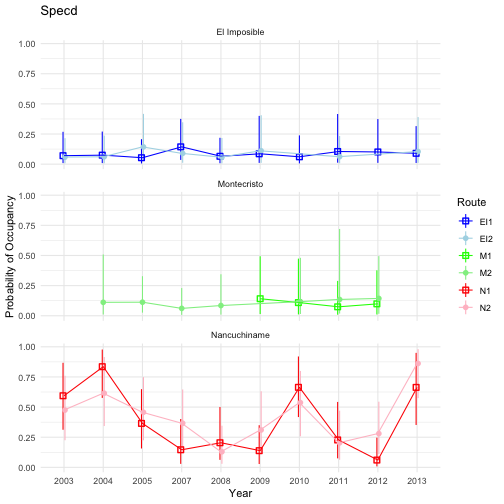 Specd
El Imposible
1.00
0.75
0.50
0.25
0.00
Montecristo
1.00
0.75
0.50
0.25
0.00
Nancuchiname
1.00
0.75
0.50
0.25
0.00
2003 2004 2005 2007 2008 2009 2010 2011 2012 2013
Year
Probability of Occupancy
Route
EI1
EI2
M1
M2
N1
N2